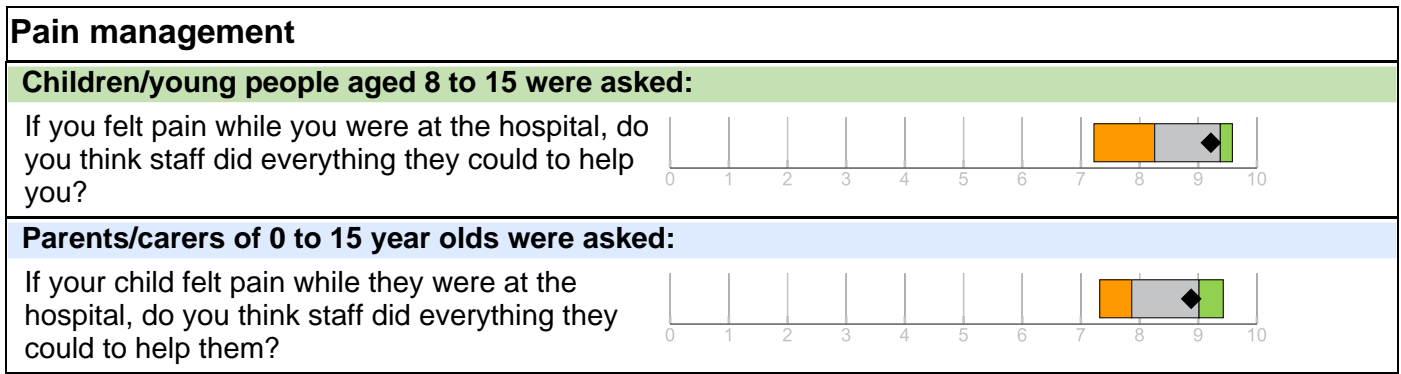 Pain management
Children/young people aged 8 to 15 were asked:
If you felt pain while you were at the hospital, do
you think staff did everything they could to help
you?
0 1 2 3 4 5 6 7 8 9 10
Parents/carers of 0 to 15 year olds were asked:
If your child felt pain while they were at the
hospital, do you think staff did everything they
could to help them?
0 1 2 3 4 5 6 7 8 9 10